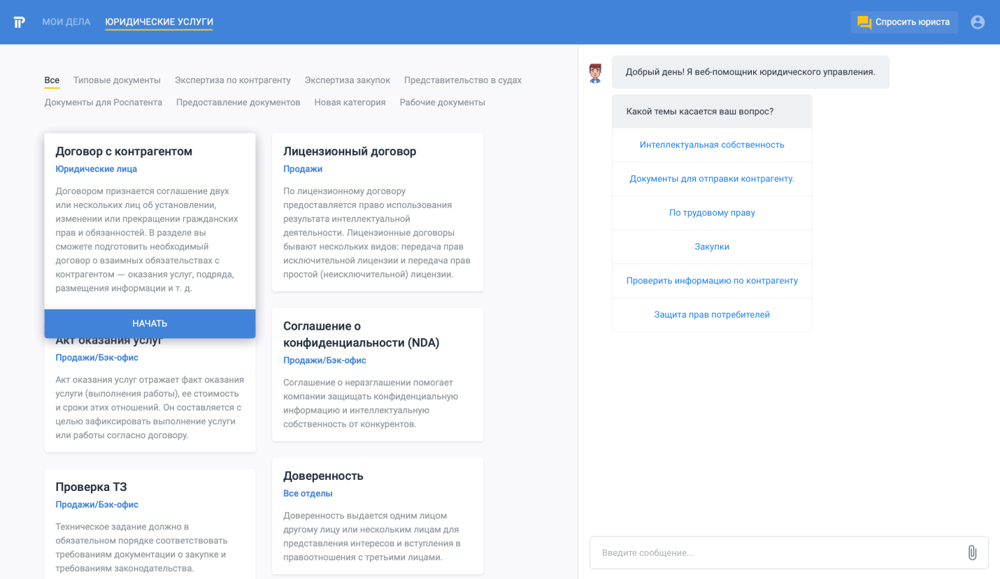 МОИ ДЕЛА
ЮРИДИЧЕСКИЕ УСЛУГИ
Спросить юриста
Все
Типовые документы
Экспертиза по контрагенту
Экспертиза закупок
Представительство в судах
Документы для Роспатента
Предоставление документов
Новая категория
Рабочие документы
Договор с контрагентом
Юридические лица
Договором признается соглашение двух
или нескольких лиц об установлении,
изменении или прекращении гражданских
прав и обязанностей. В разделе вы
сможете подготовить необходимый
договор о взаимных обязательствах с
контрагентом — оказания услуг, подряда,
размещения информации и т. д.
НАЧАТЬ
Акт оказания услуг
Продажи/Бэк-офис
Акт оказания услуг отражает факт оказания
услуги (выполнения работы), ее стоимость
и сроки этих отношений. Он составляется с
целью зафиксировать выполнение услуги
или работы согласно договору.
Проверка ТЗ
Продажи/Бэк-офис
Техническое задание должно в
обязательном порядке соответствовать
требованиям документации о закупке и
требованиям законодательства.
Лицензионный договор
Продажи
По лицензионному договору
предоставляется право использования
результата интеллектуальной
деятельности. Лицензионные договоры
бывают нескольких видов: передача прав
исключительной лицензии и передача прав
простой (неисключительной) лицензии.
Соглашение о
конфиденциальности (NDA)
Продажи/Бэк-офис
Соглашение о неразглашении помогает
компании защищать конфиденциальную
информацию и интеллектуальную
собственность от конкурентов.
Доверенность
Все отделы
Доверенность выдается одним лицом
другому лицу или нескольким лицам для
представления интересов и вступления в
правоотношения с третьими лицами.
Добрый день! Я веб-помощник юридического управления.
Какой темы касается ваш вопрос?
Интеллектуальная собственность
Документы для отправки контрагенту.
По трудовому праву
Закупки
Проверить информацию по контрагенту
Защита прав потребителей
Введите сообщение...